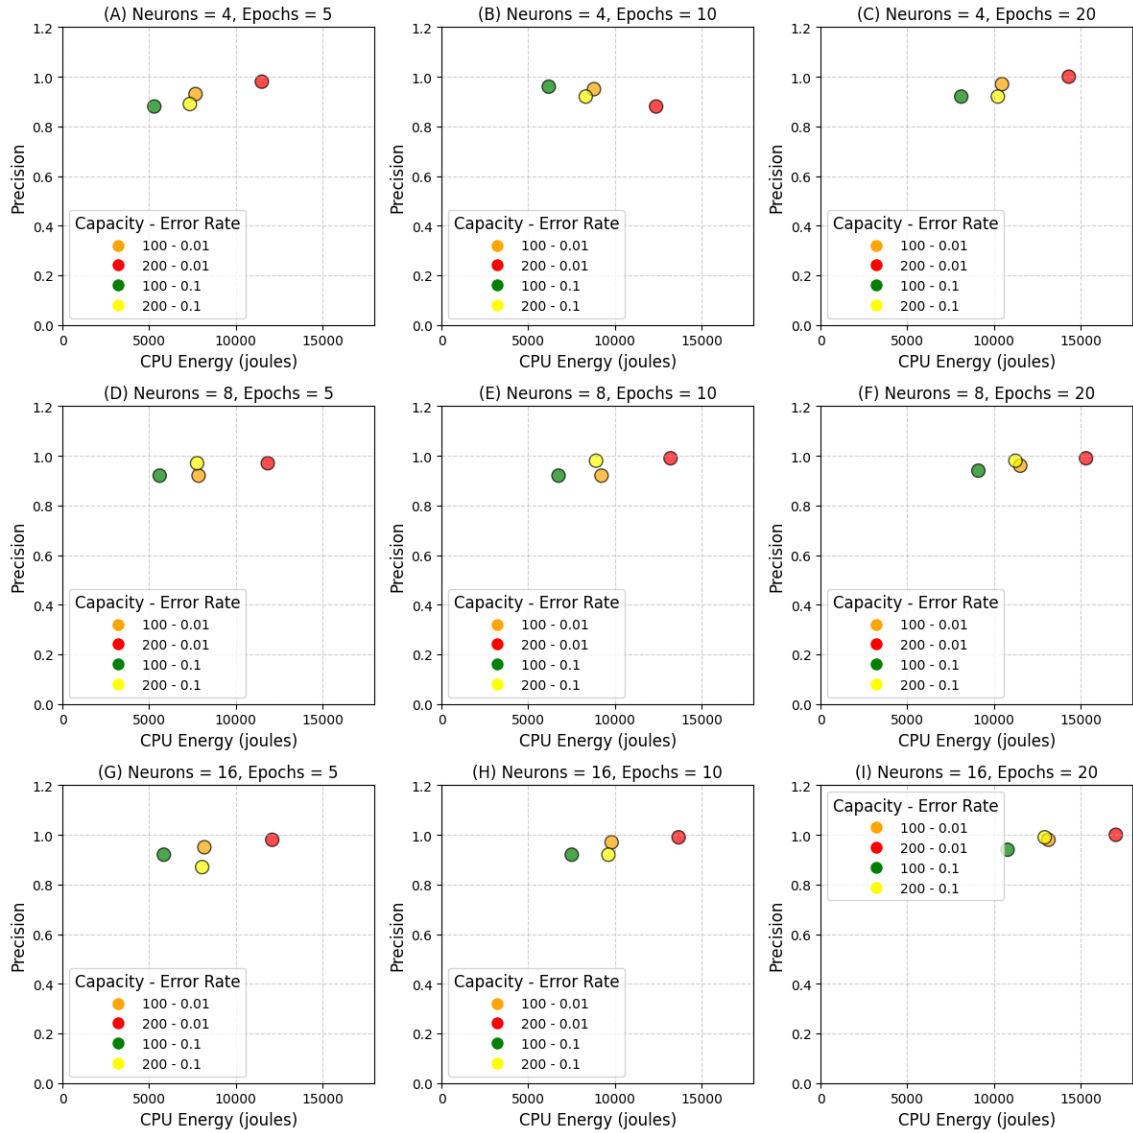 (A) Neurons = 4, Epochs = 5
1.2
1.0
0.8
0.6
0.4
0.2
0.0
Precision
Capacity - Error Rate
100 - 0.01
200 - 0.01
100 - 0.1
200 - 0.1
0 5000 10000 15000
CPU Energy (joules)
(B) Neurons = 4, Epochs = 10
1.2
1.0
0.8
0.6
0.4
0.2
0.0
Precision
Capacity - Error Rate
100 - 0.01
200 - 0.01
100 - 0.1
200 - 0.1
0 5000 10000 15000
CPU Energy (joules)
(C) Neurons = 4, Epochs = 20
1.2
1.0
0.8
0.6
0.4
0.2
0.0
Precision
Capacity - Error Rate
100 - 0.01
200 - 0.01
100 - 0.1
200 - 0.1
0 5000 10000 15000
CPU Energy (joules)
(D) Neurons = 8, Epochs = 5
1.2
1.0
0.8
0.6
0.4
0.2
0.0
Precision
Capacity - Error Rate
100 - 0.01
200 - 0.01
100 - 0.1
200 - 0.1
0 5000 10000 15000
CPU Energy (joules)
(E) Neurons = 8, Epochs = 10
1.2
1.0
0.8
0.6
0.4
0.2
0.0
Precision
Capacity - Error Rate
100 - 0.01
200 - 0.01
100 - 0.1
200 - 0.1
0 5000 10000 15000
CPU Energy (joules)
(F) Neurons = 8, Epochs = 20
1.2
1.0
0.8
0.6
0.4
0.2
0.0
Precision
Capacity - Error Rate
100 - 0.01
200 - 0.01
100 - 0.1
200 - 0.1
0 5000 10000 15000
CPU Energy (joules)
(G) Neurons = 16, Epochs = 5
1.2
1.0
0.8
0.6
0.4
0.2
0.0
Precision
Capacity - Error Rate
100 - 0.01
200 - 0.01
100 - 0.1
200 - 0.1
0 5000 10000 15000
CPU Energy (joules)
(H) Neurons = 16, Epochs = 10
1.2
1.0
0.8
0.6
0.4
0.2
0.0
Precision
Capacity - Error Rate
100 - 0.01
200 - 0.01
100 - 0.1
200 - 0.1
0 5000 10000 15000
CPU Energy (joules)
(I) Neurons = 16, Epochs = 20
1.2
1.0
0.8
0.6
0.4
0.2
0.0
Precision
Capacity - Error Rate
100 - 0.01
200 - 0.01
100 - 0.1
200 - 0.1
0 5000 10000 15000
CPU Energy (joules)